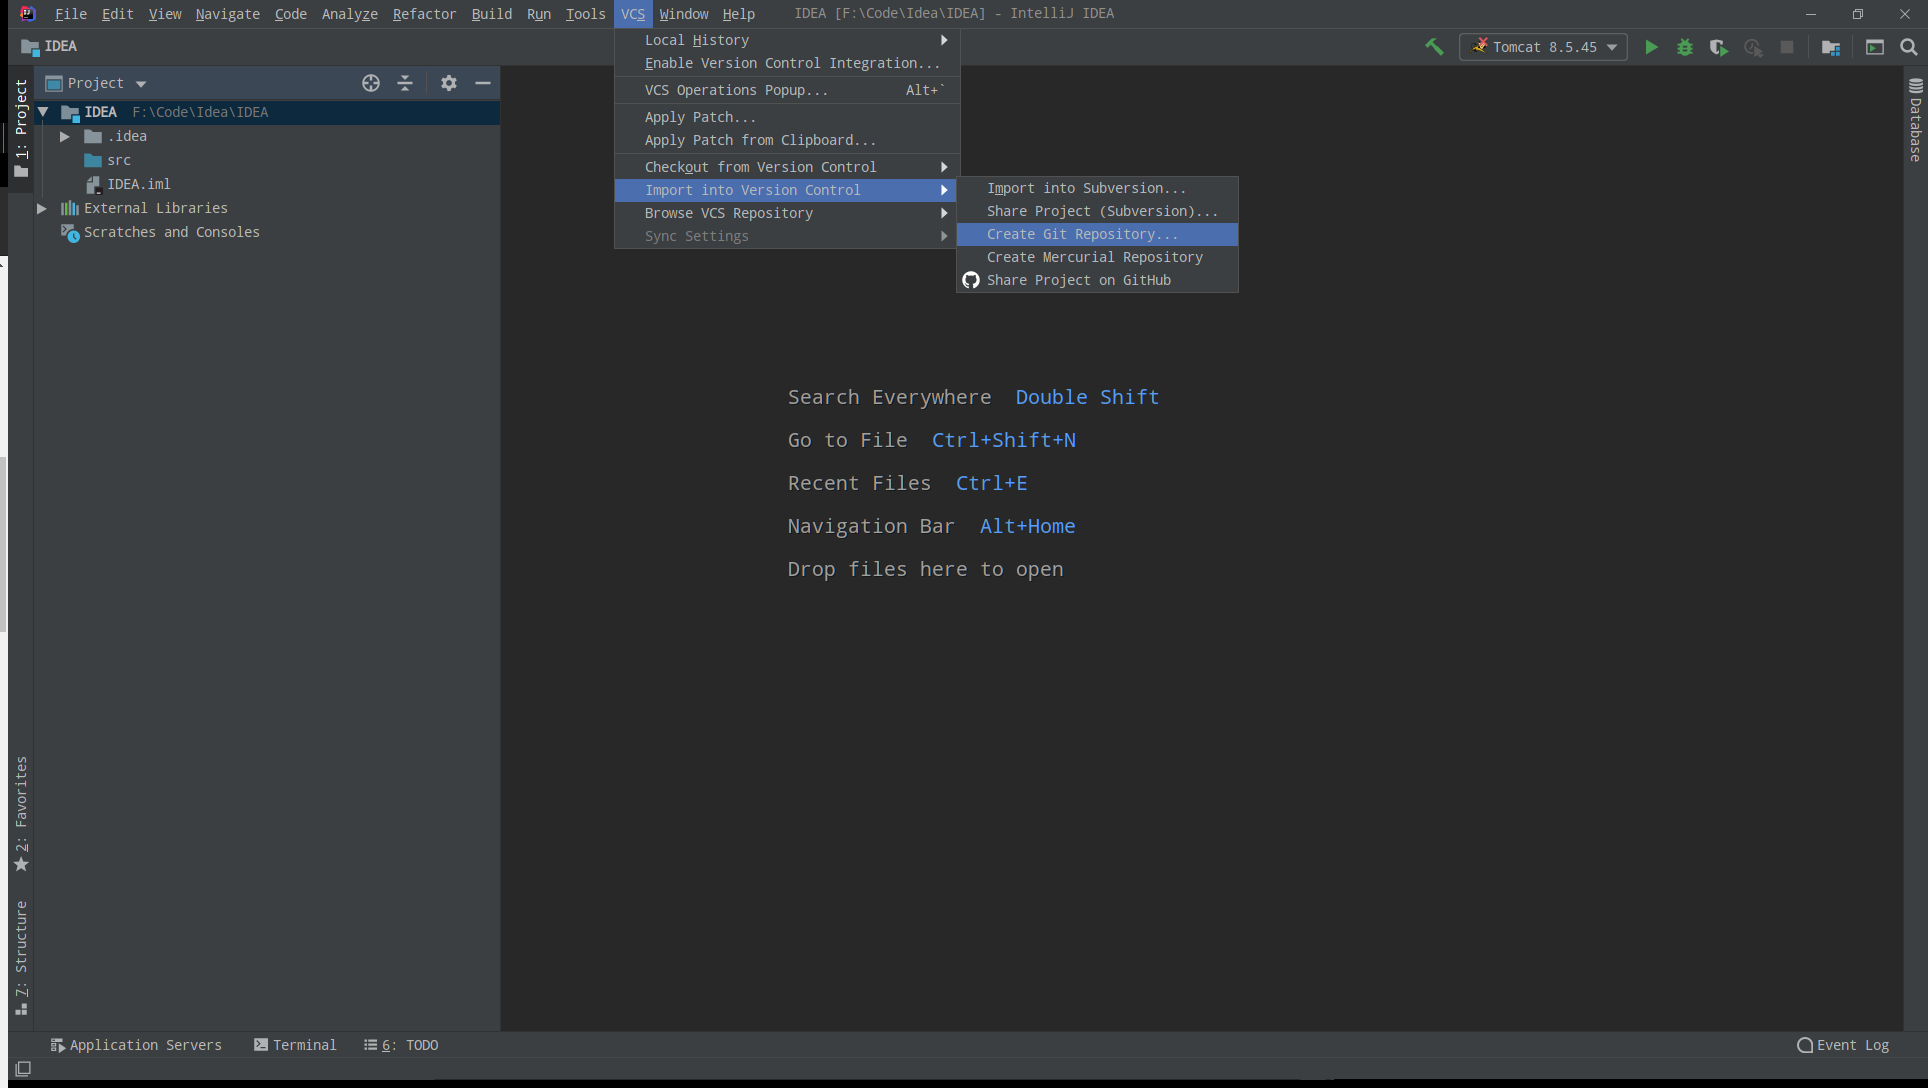 File Edit View Navigate Code Analyze Refactor Build Run Tools VCS Window Help IDEA [F:\Code\Idea\IDEA] - IntelliJ IDEA
IDEA
Tomcat 8.5.45
Local History
Enable Version Control Integration...
VCS Operations Popup... Alt+`
Apply Patch...
Apply Patch from Clipboard...
Checkout from Version Control
Import into Version Control
Browse VCS Repository
Sync Settings
Import into Subversion...
Share Project (Subversion)...
Create Git Repository...
Create Mercurial Repository
Share Project on GitHub
1: Project
Project
IDEA F:\Code\Idea\IDEA
.idea
src
IDEA.iml
External Libraries
Scratches and Consoles
Database
Search Everywhere Double Shift
Go to File Ctrl+Shift+N
Recent Files Ctrl+E
Navigation Bar Alt+Home
Drop files here to open
2: Favorites
7: Structure
Application Servers Terminal 6: TODO Event Log